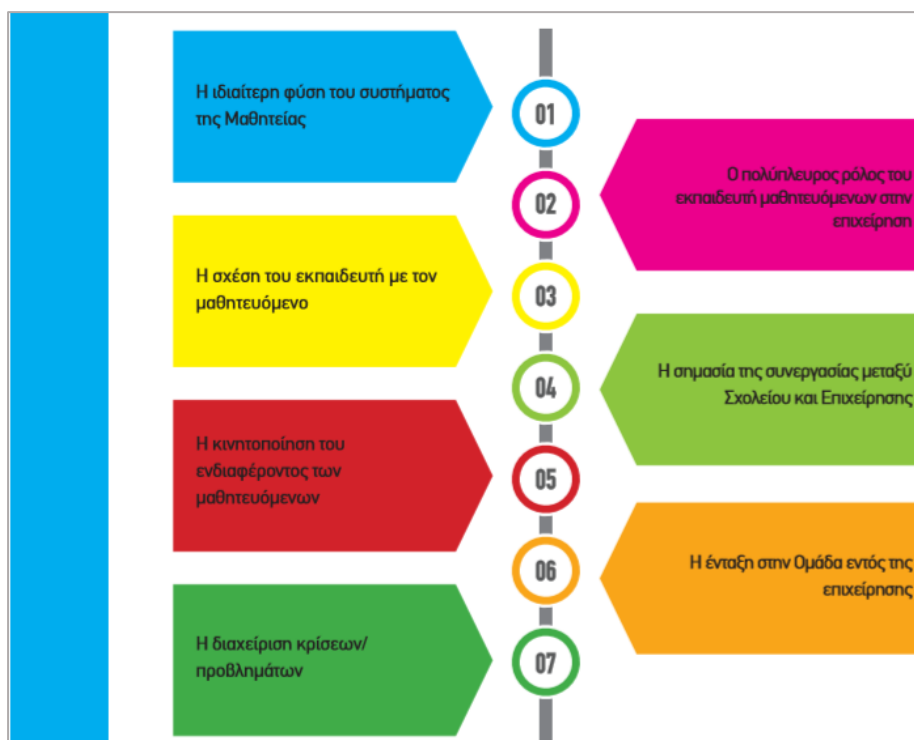 Η ιδιαίτερη φύση του συστήματος
της Μαθητείας
01
Ο πολύπλευρος ρόλος του
εκπαιδευτή μαθητευόμενων στην
επιχείρηση
02
Η σχέση του εκπαιδευτή με τον
μαθητευόμενο
03
Η σημασία της συνεργασίας μεταξύ
Σχολείου και Επιχείρησης
04
Η κινητοποίηση του
ενδιαφέροντος των
μαθητευόμενων
05
Η ένταξη στην Ομάδα εντός της
επιχείρησης
06
Η διαχείριση κρίσεων/
προβλημάτων
07